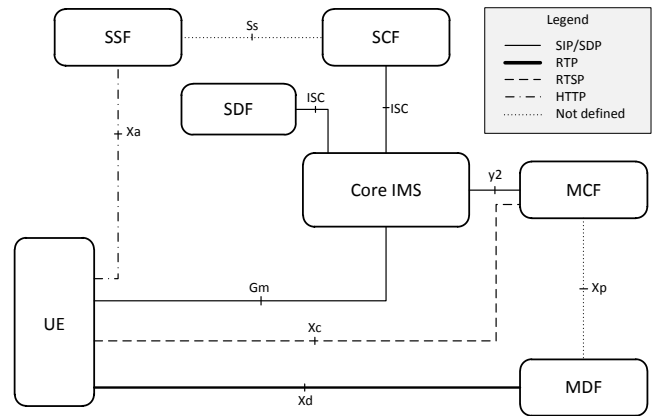 SSF
Ss
SCF
Legend
SIP/SDP
RTP
RTSP
HTTP
Not defined
SDF
ISC
ISC
Xa
Core IMS
y2
MCF
UE
Gm
Xp
Xc
Xd
MDF